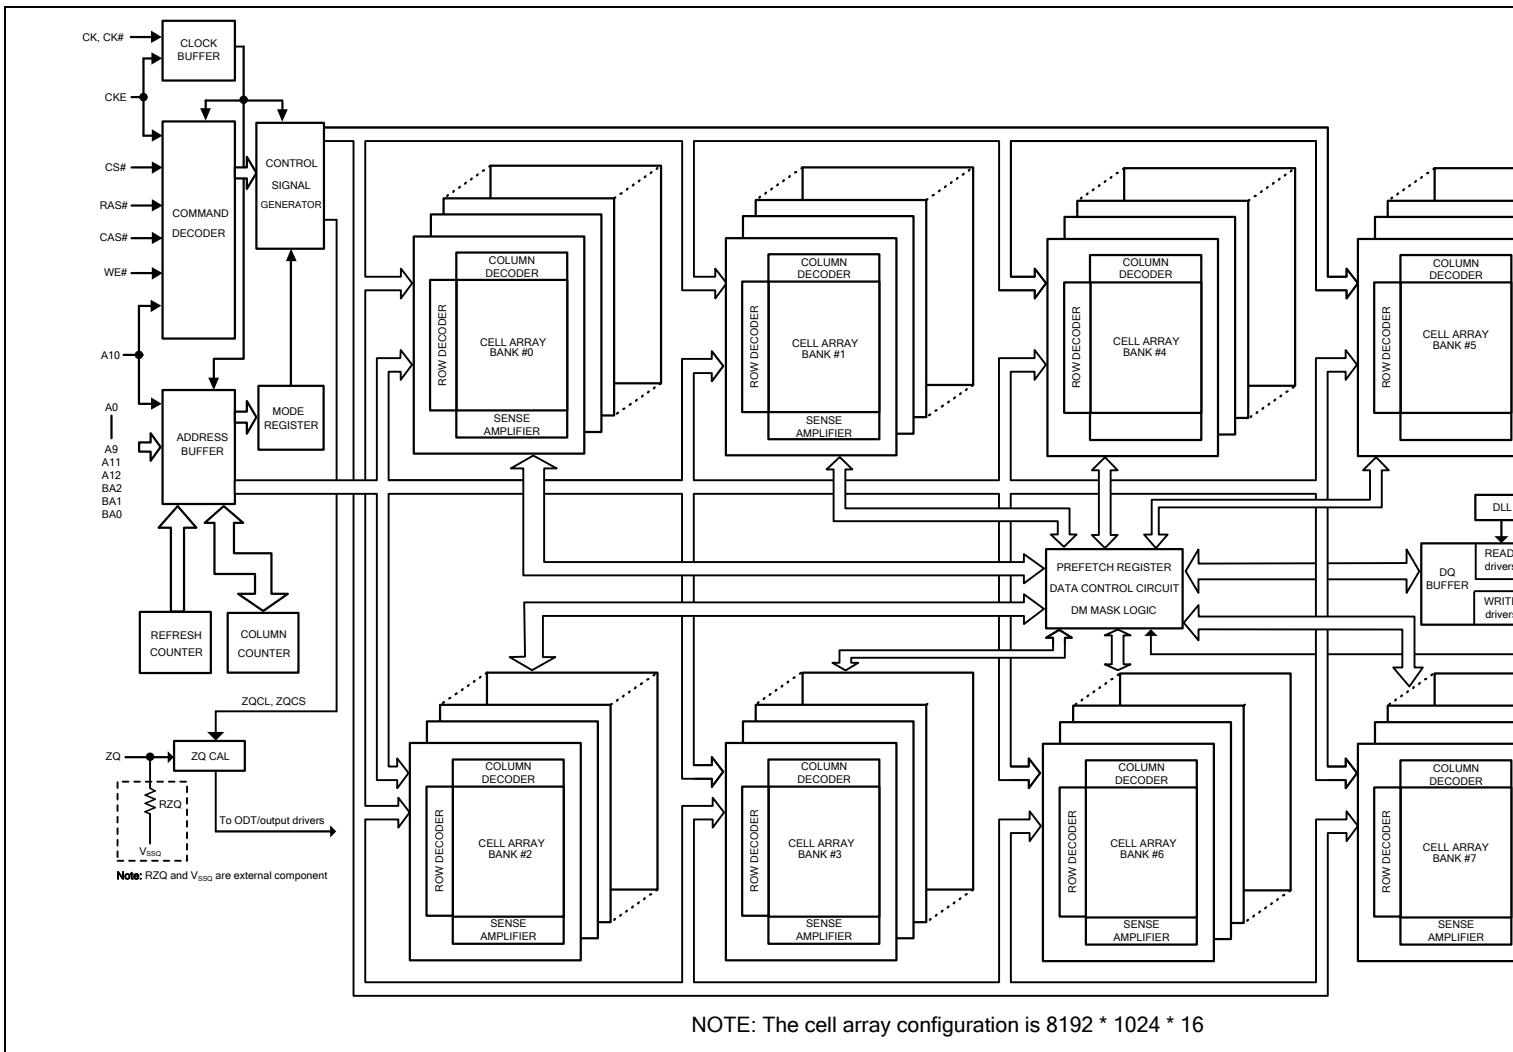 CK, CK#
CLOCK
BUFFER
CKE
CS#
RAS#
CAS#
WE#
COMMAND
DECODER
CONTROL
SIGNAL
GENERATOR
A10
A0
A9
A11
A12
BA2
BA1
BA0
ADDRESS
BUFFER
MODE
REGISTER
REFRESH
COUNTER
COLUMN
COUNTER
ZQCL, ZQCS
ZQ
ZQ CAL
RZQ
VSSQ
To ODT/output drivers
Note: RZQ and VSSQ are external component
COLUMN
DECODER
ROW DECODER
CELL ARRAY
BANK #0
SENSE
AMPLIFIER
COLUMN
DECODER
ROW DECODER
CELL ARRAY
BANK #1
SENSE
AMPLIFIER
COLUMN
DECODER
ROW DECODER
CELL ARRAY
BANK #4
COLUMN
DECODER
ROW DECODER
CELL ARRAY
BANK #5
PREFETCH REGISTER
DATA CONTROL CIRCUIT
DM MASK LOGIC
DLL
DQ
BUFFER
READ
drivers
WRITE
drivers
COLUMN
DECODER
ROW DECODER
CELL ARRAY
BANK #2
SENSE
AMPLIFIER
COLUMN
DECODER
ROW DECODER
CELL ARRAY
BANK #3
SENSE
AMPLIFIER
COLUMN
DECODER
ROW DECODER
CELL ARRAY
BANK #6
SENSE
AMPLIFIER
COLUMN
DECODER
ROW DECODER
CELL ARRAY
BANK #7
SENSE
AMPLIFIER
NOTE: The cell array configuration is 8192 * 1024 * 16